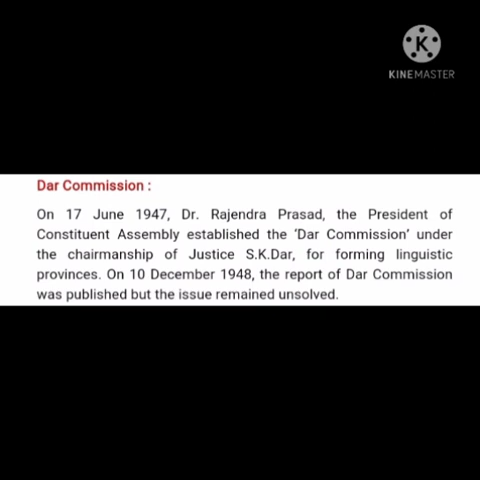 K
KINEMASTER
Dar Commission :
On 17 June 1947, Dr. Rajendra Prasad, the President of
Constituent Assembly established the ‘Dar Commission’ under
the chairmanship of Justice S.K.Dar, for forming linguistic
provinces. On 10 December 1948, the report of Dar Commission
was published but the issue remained unsolved.